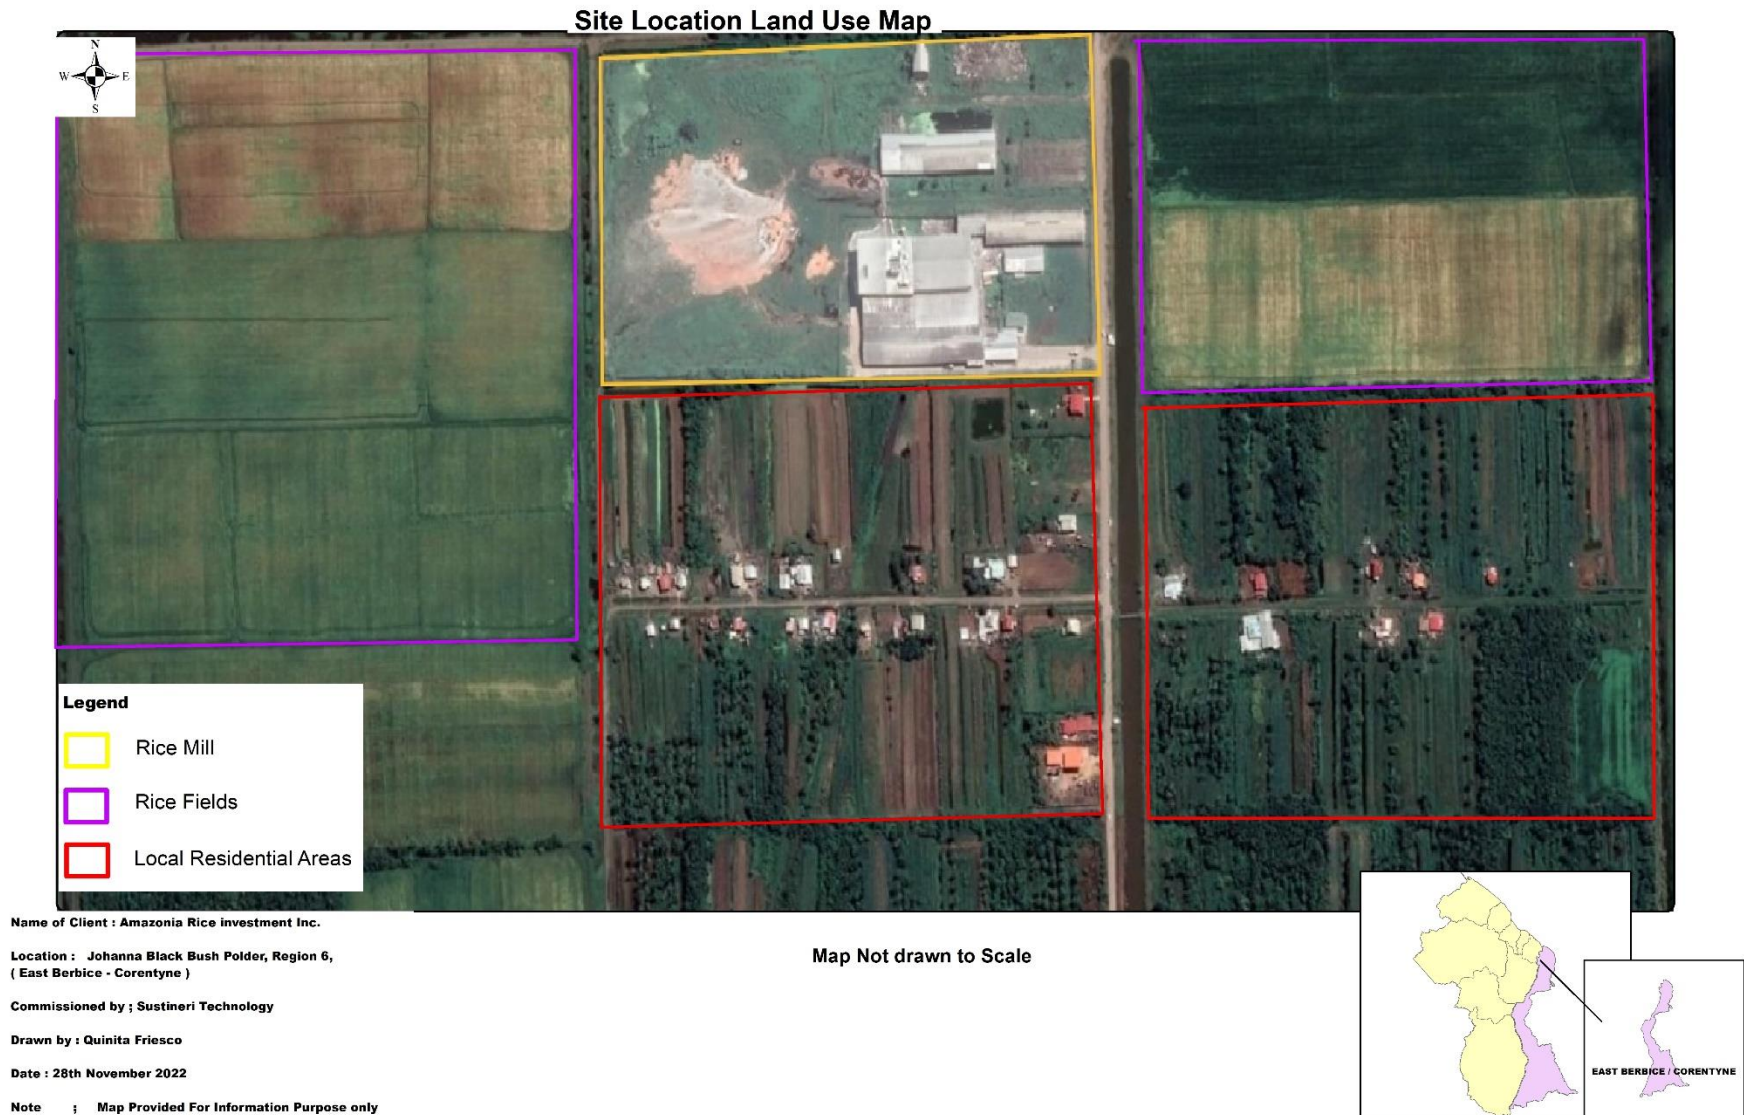 Site Location Land Use Map
N
W E
S
Legend
Rice Mill
Rice Fields
Local Residential Areas
Name of Client : Amazonia Rice investment Inc.
Location : Johanna Black Bush Polder, Region 6,
( East Berbice - Corentyne )
Commissioned by ; Sustineri Technology
Drawn by : Quinita Friesco
Date : 28th November 2022
Note ; Map Provided For Information Purpose only
Map Not drawn to Scale
EAST BERBICE / CORENTYNE